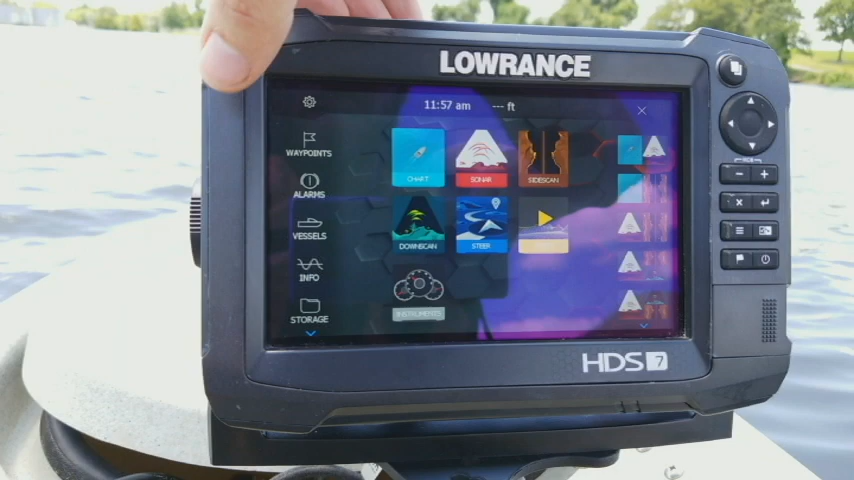 LOWRANCE
11:57 am --- ft
WAYPOINTS
ALARMS
VESSELS
INFO
STORAGE
CHART
SONAR
SIDESCAN
DOWNSCAN
STEER
INSTRUMENTS
HDS 7